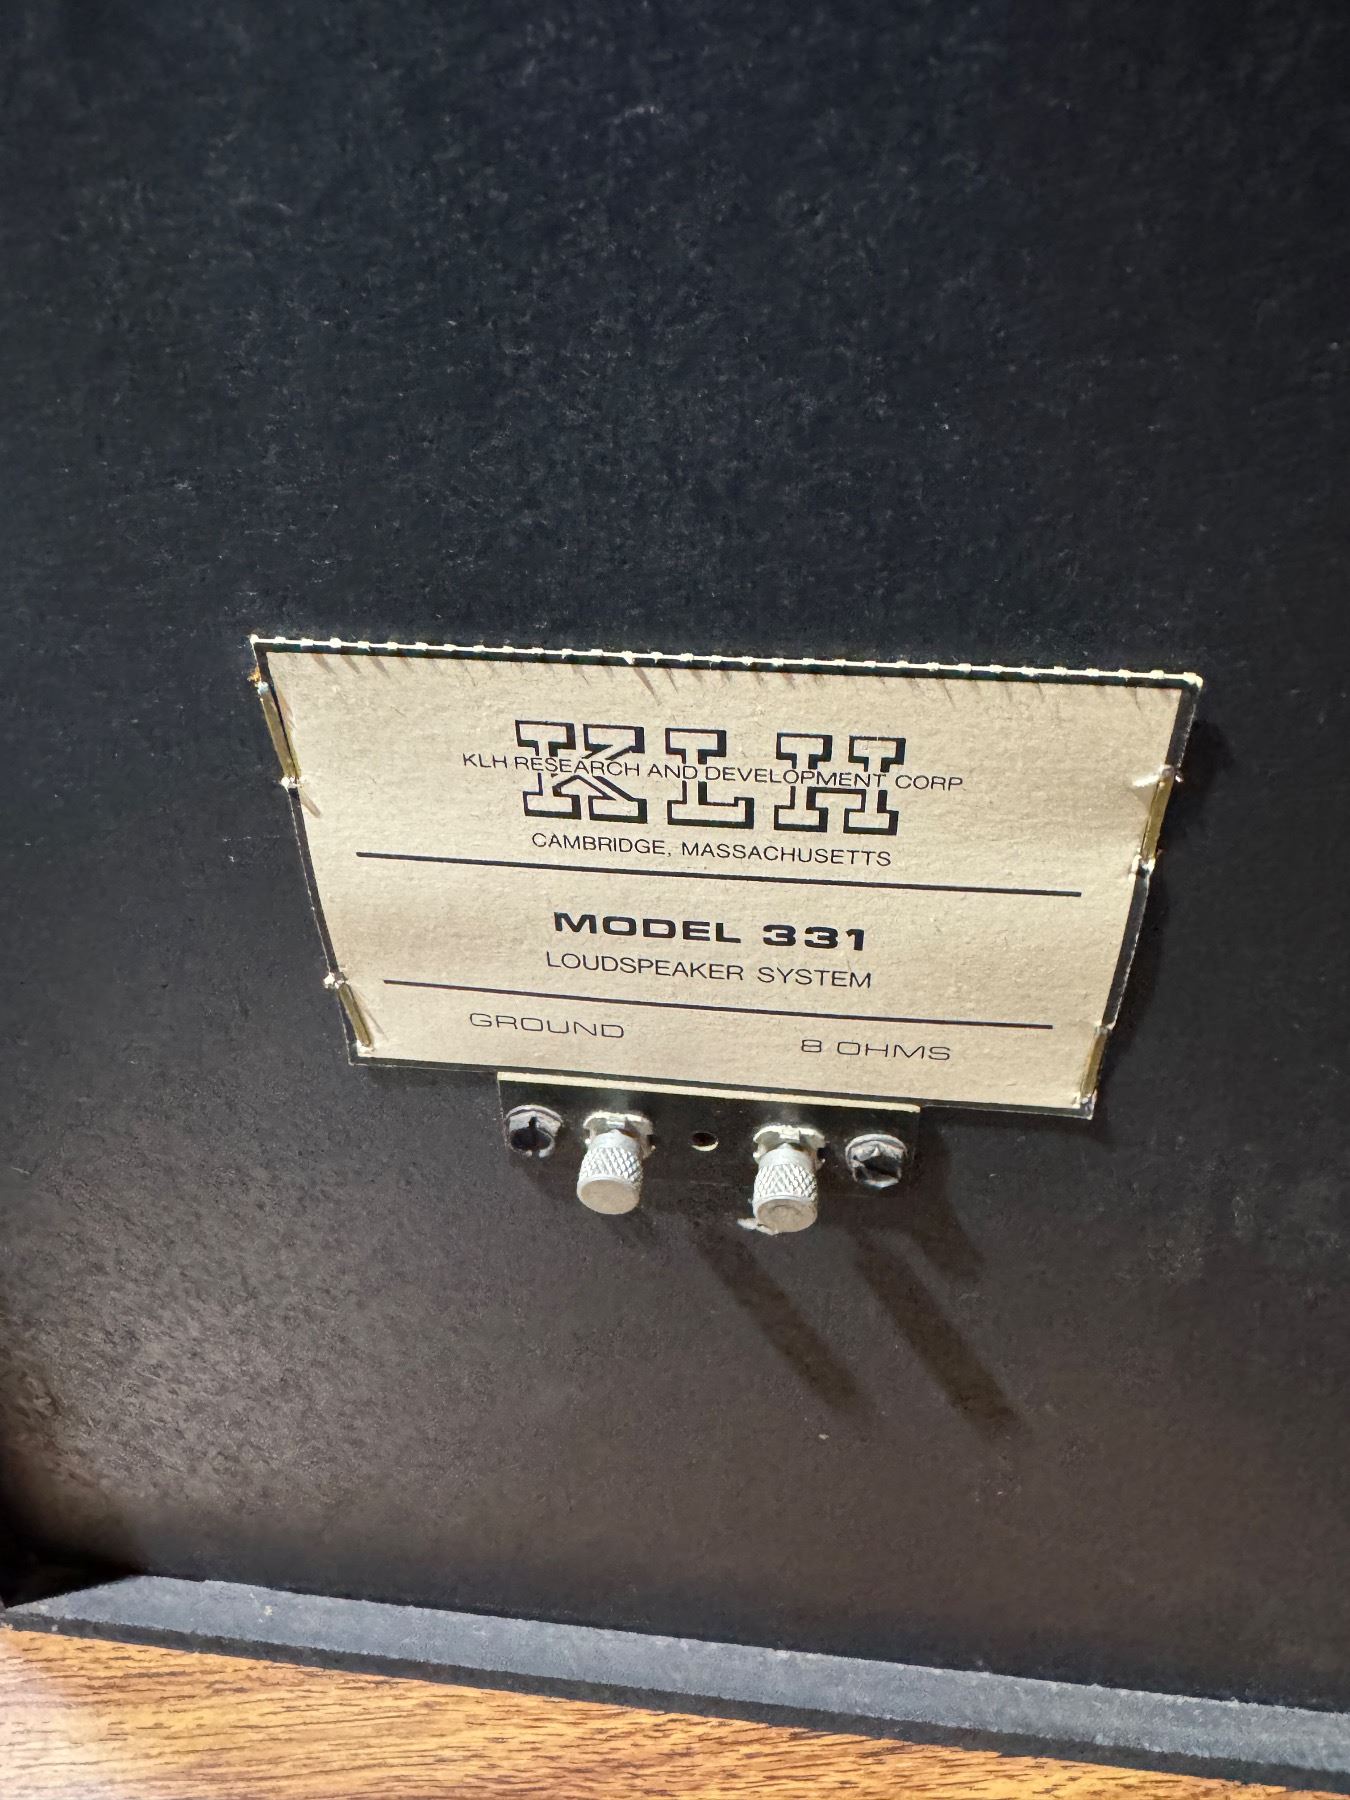 KLH
KLH RESEARCH AND DEVELOPMENT CORP
CAMBRIDGE, MASSACHUSETTS
MODEL 331
LOUDSPEAKER SYSTEM
GROUND 8 OHMS